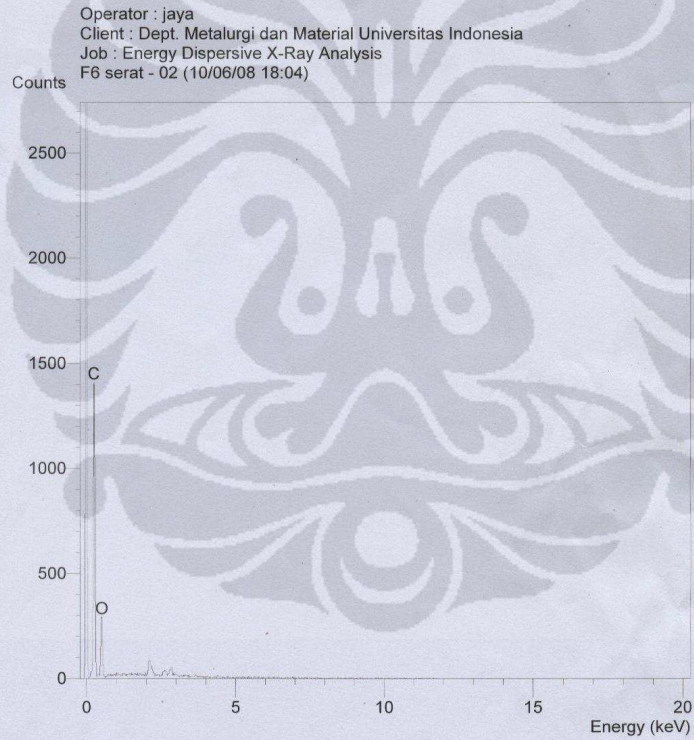 Operator : jaya
Client : Dept. Metalurgi dan Material Universitas Indonesia
Job : Energy Dispersive X-Ray Analysis
F6 serat - 02 (10/06/08 18:04)
Counts
2500
2000
1500
C
1000
500
O
0
0 5 10 15 20
Energy (keV)